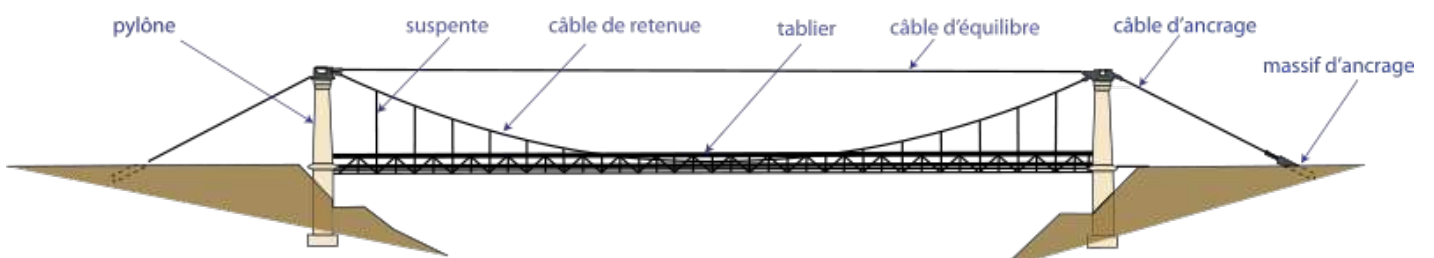 pylône
suspente
câble de retenue
tablier
câble d'équilibre
câble d'ancrage
massif d'ancrage